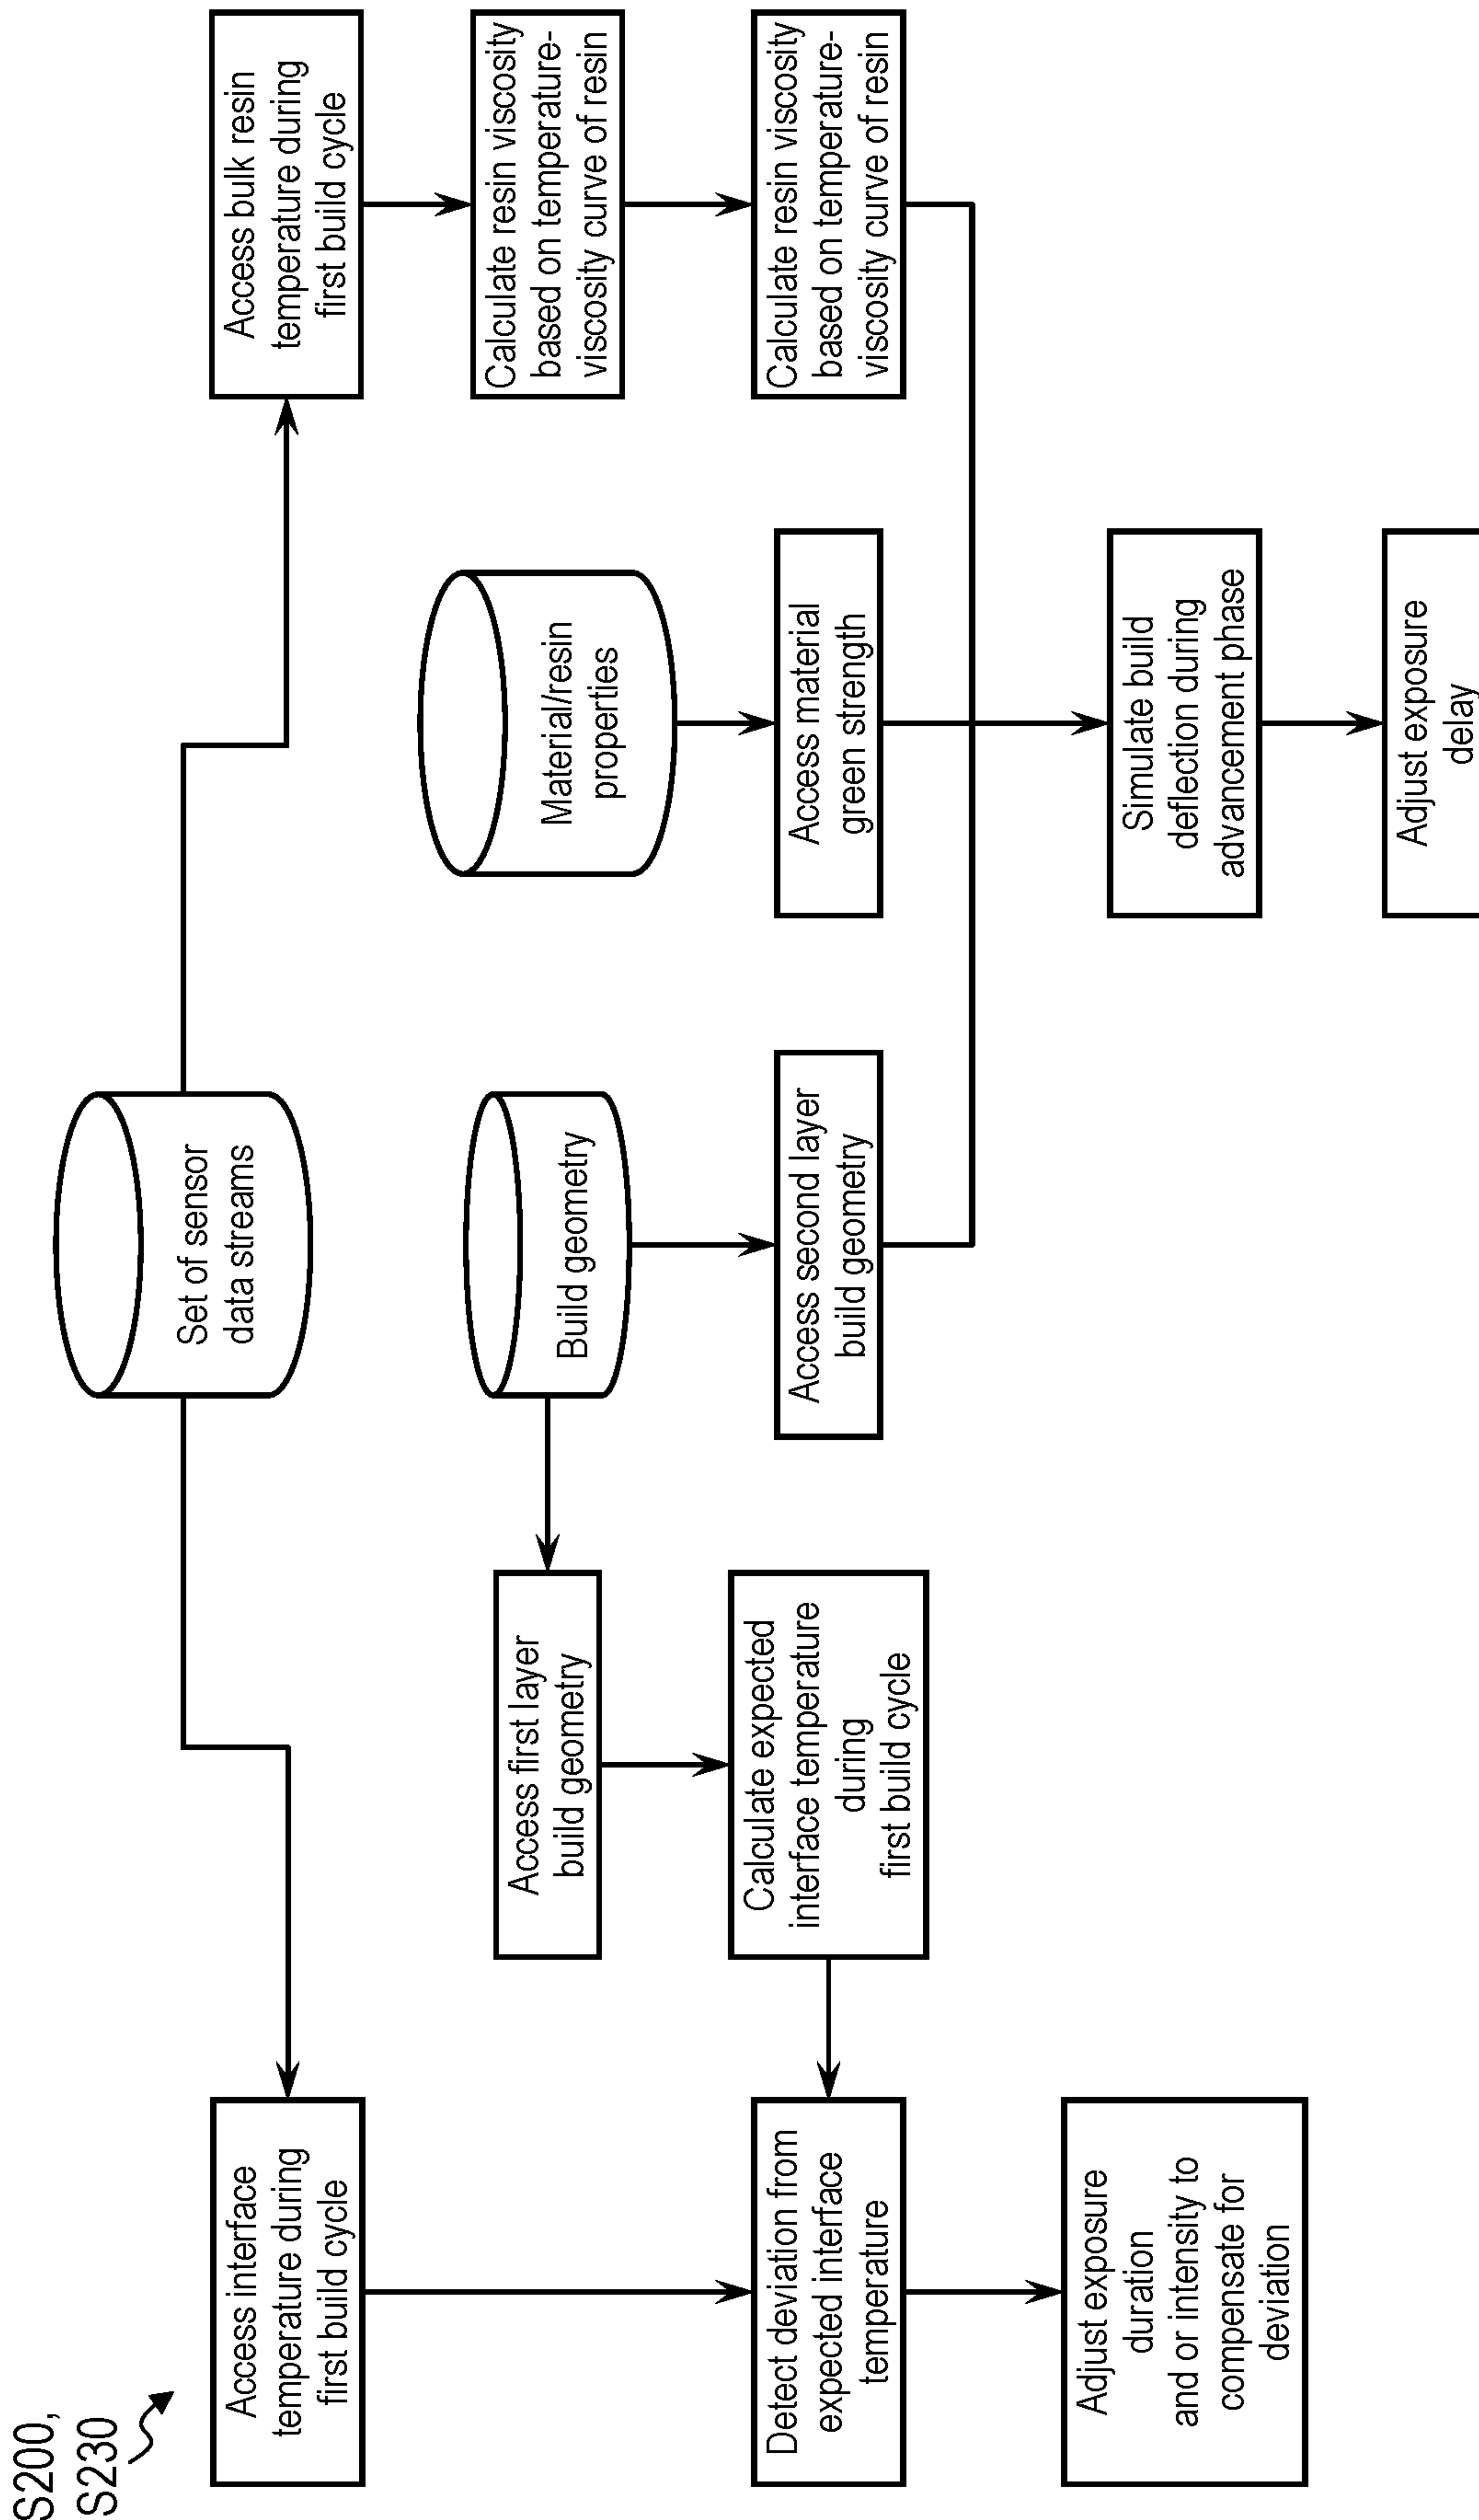 S200,
S230
Set of sensor
data streams
Access interface
temperature during
first build cycle
Access bulk resin
temperature during
first build cycle
Build geometry
Material/resin
properties
Calculate resin viscosity
based on temperature-
viscosity curve of resin
Access first layer
build geometry
Detect deviation from
expected interface
temperature
Calculate expected
interface temperature
during
first build cycle
Access second layer
build geometry
Access material
green strength
Calculate resin viscosity
based on temperature-
viscosity curve of resin
Adjust exposure
duration
and or intensity to
compensate for
deviation
Simulate build
deflection during
advancement phase
Adjust exposure
delay